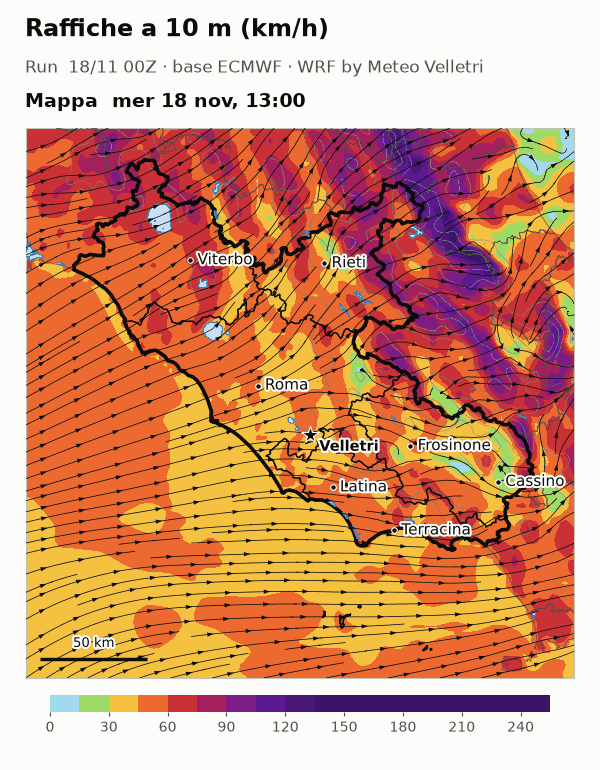 Raffiche a 10 m (km/h)
Run  18/11 00Z · base ECMWF · WRF by Meteo Velletri
Mappa  mer 18 nov, 13:00
Viterbo
Rieti
Roma
Velletri
Frosinone
Cassino
Latina
Terracina
50 km
0 30 60 90 120 150 180 210 240